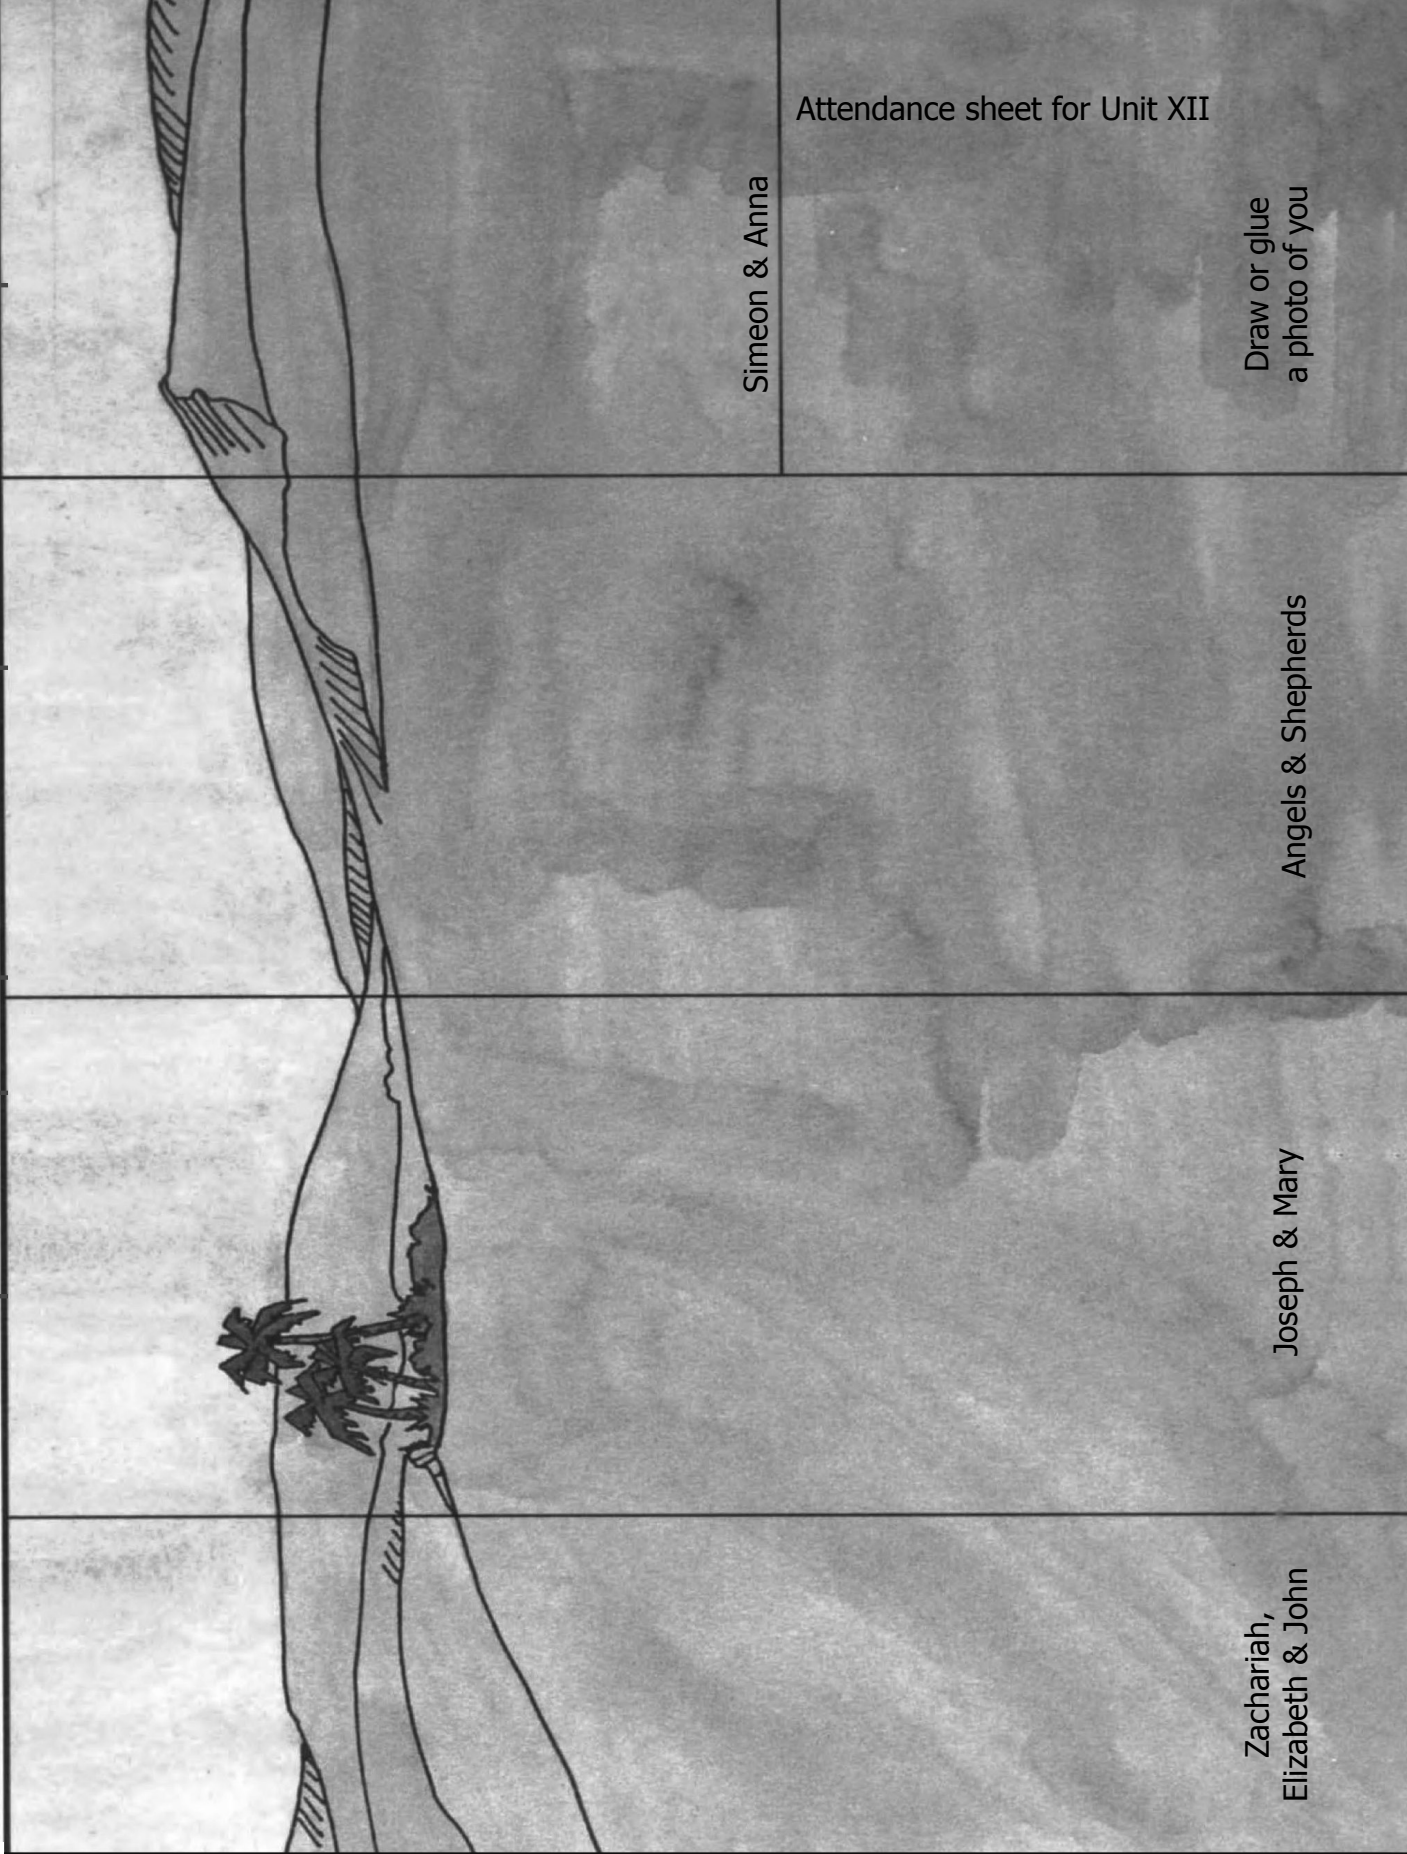 Attendance sheet for Unit XII
Zachariah,
Elizabeth & John
Joseph & Mary
Angels & Shepherds
Simeon & Anna
Draw or glue
a photo of you